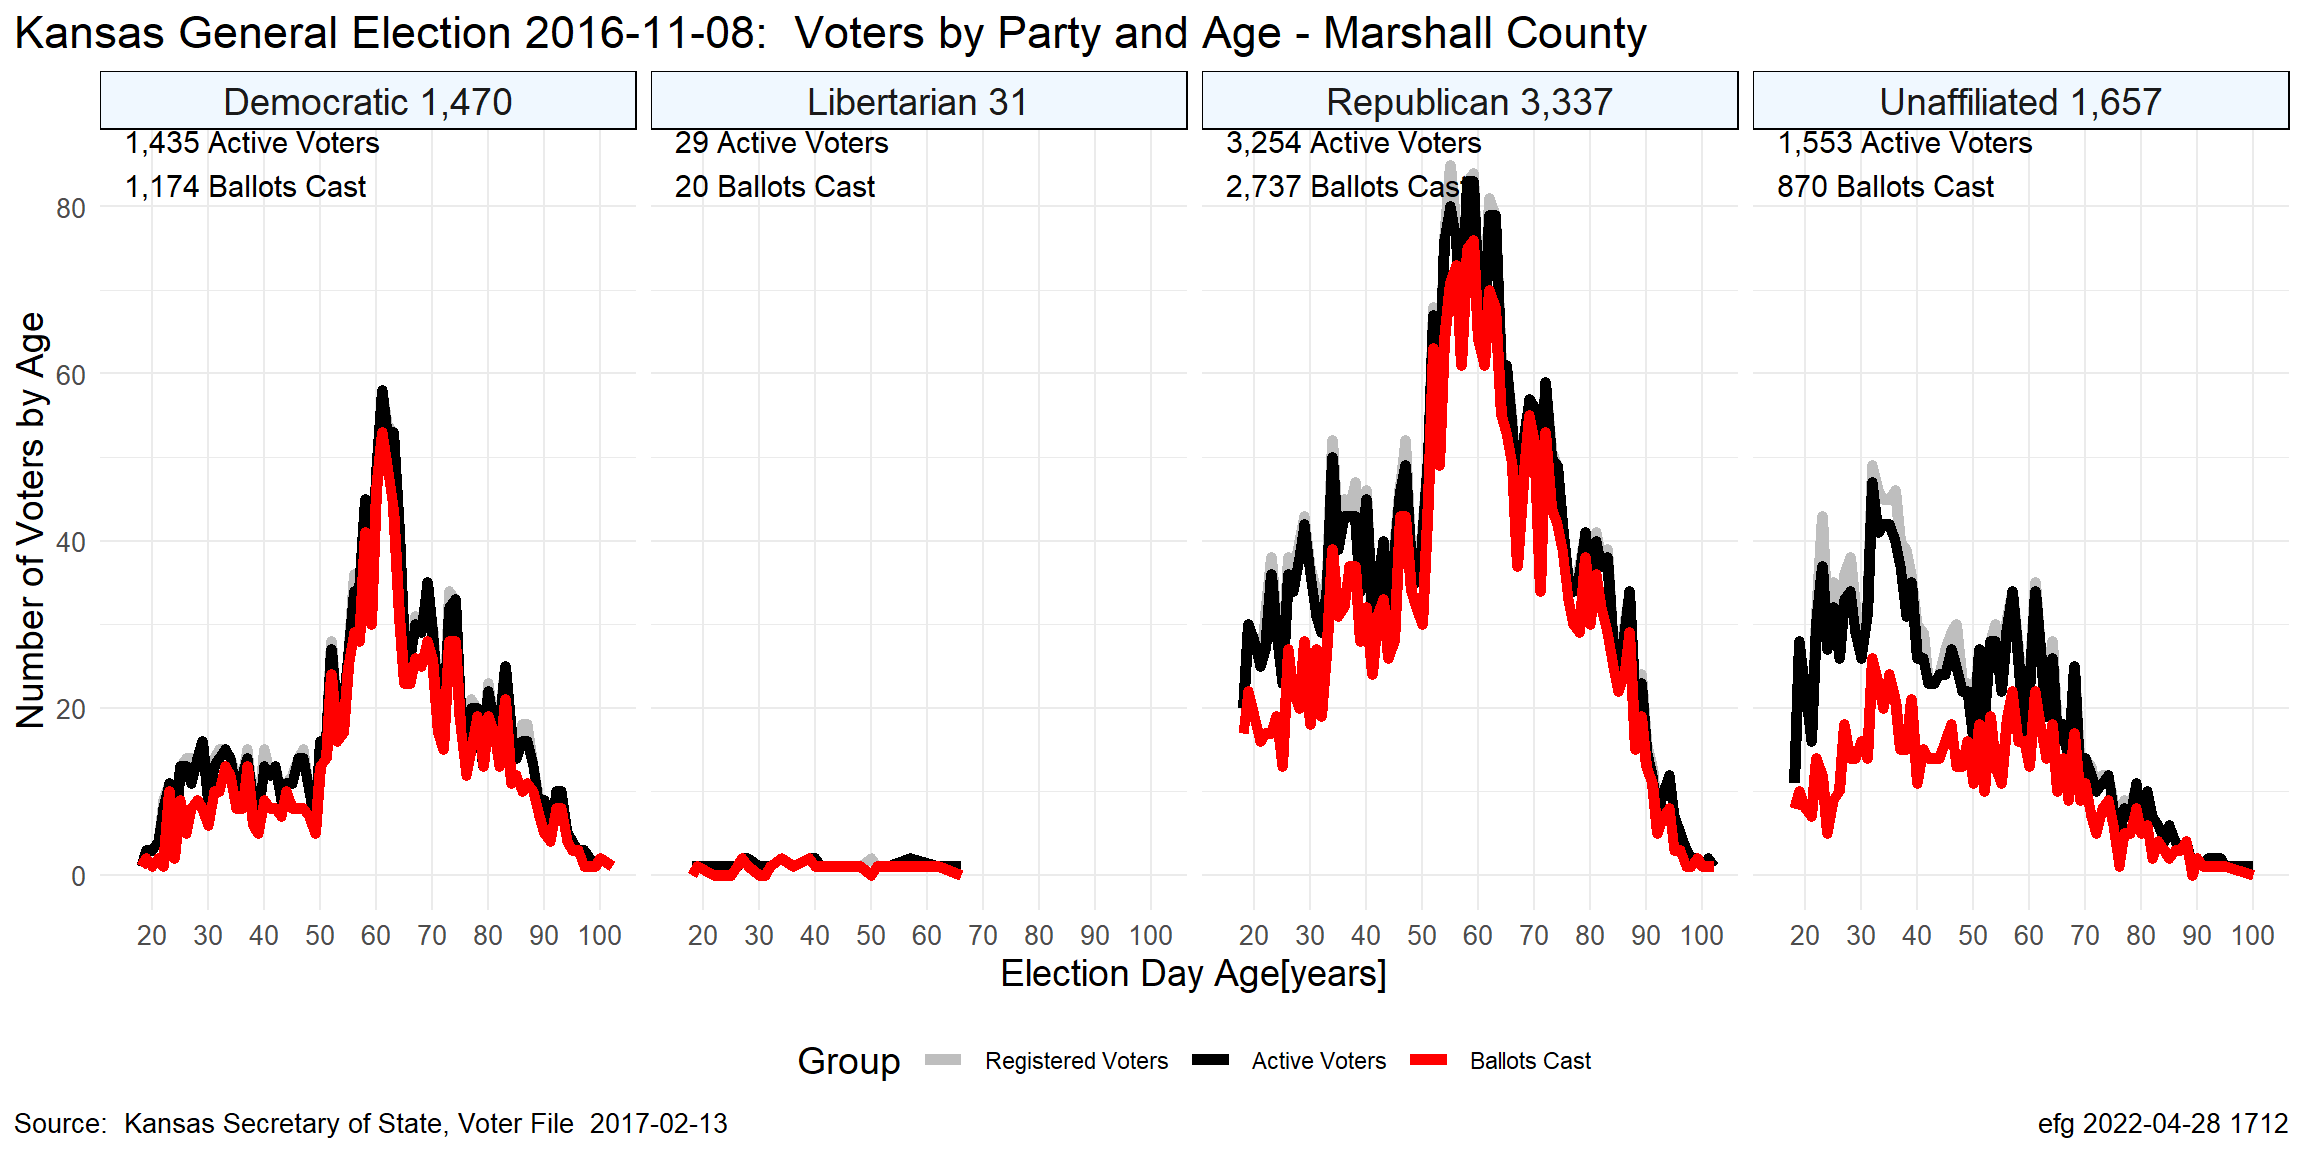 Kansas General Election 2016-11-08:  Voters by Party and Age - Marshall County
Democratic 1,470
Libertarian 31
Republican 3,337
Unaffiliated 1,657
1,435 Active Voters
1,174 Ballots Cast
29 Active Voters
20 Ballots Cast
3,254 Active Voters
2,737 Ballots Cast
1,553 Active Voters
870 Ballots Cast
Number of Voters by Age
80
60
40
20
0
20 30 40 50 60 70 80 90 100
20 30 40 50 60 70 80 90 100
20 30 40 50 60 70 80 90 100
20 30 40 50 60 70 80 90 100
Election Day Age[years]
Group Registered Voters Active Voters Ballots Cast
Source:  Kansas Secretary of State, Voter File  2017-02-13
efg 2022-04-28 1712